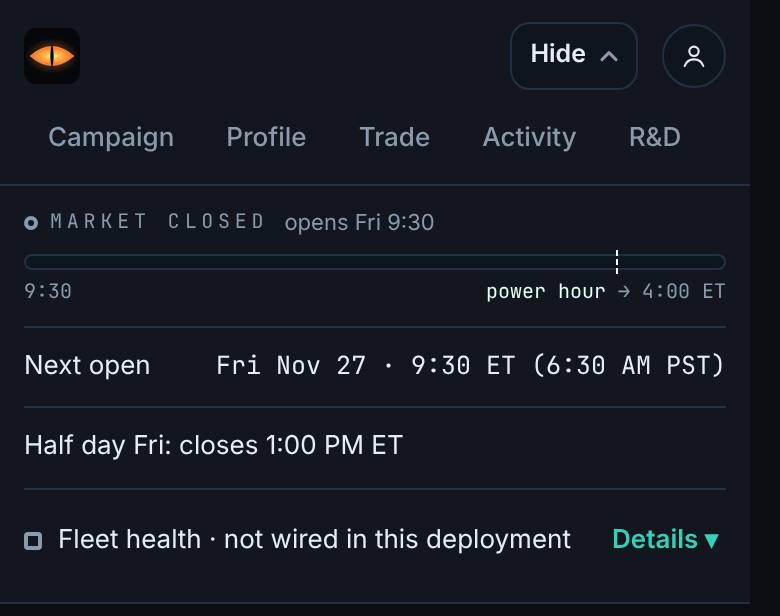 Hide
Campaign Profile Trade Activity R&D
MARKET CLOSED opens Fri 9:30
9:30 power hour → 4:00 ET
Next open Fri Nov 27 · 9:30 ET (6:30 AM PST)
Half day Fri: closes 1:00 PM ET
Fleet health · not wired in this deployment Details ▼